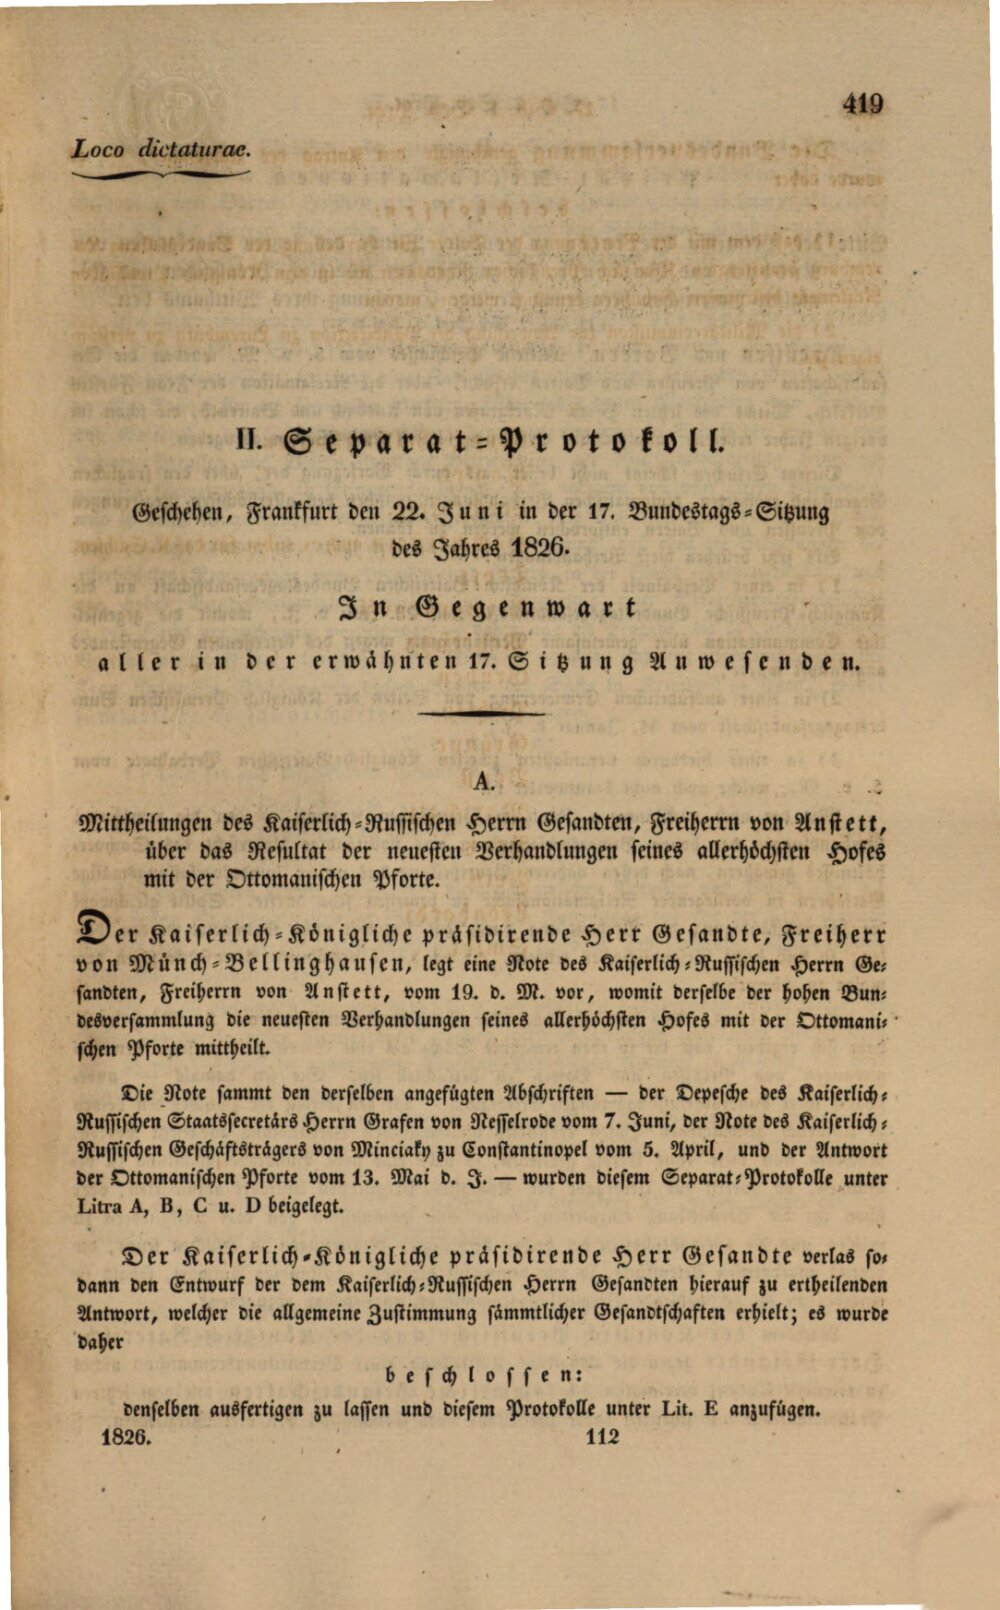 419
Loco dictaturae.
II. Separat-Protokoll.
Geschehen, Frankfurt den 22. Juni in der 17. Bundestags-Sitzung
des Jahres 1826.
In Gegenwart
aller in der erwähnten 17. Sitzung Anwesenden.
A.
Mittheilungen des Kaiserlich-Russischen Herrn Gesandten, Freiherrn von Anstett,
über das Resultat der neuesten Verhandlungen seines allerhöchsten Hofes
mit der Ottomanischen Pforte.
Der Kaiserlich-Königliche präsidirende Herr Gesandte, Freiherr
von Münch-Bellinghausen, legt eine Note des Kaiserlich-Russischen Herrn Ge-
sandten, Freiherrn von Anstett, vom 19. d. M. vor, womit derselbe der hohen Bun-
desversammlung die neuesten Verhandlungen seines allerhöchsten Hofes mit der Ottomani-
schen Pforte mittheilt.
Die Note sammt den derselben angefügten Abschriften — der Depesche des Kaiserlich-
Russischen Staatssecretärs Herrn Grafen von Nesselrode vom 7. Juni, der Note des Kaiserlich-
Russischen Geschäftsträgers von Minciaky zu Constantinopel vom 5. April, und der Antwort
der Ottomanischen Pforte vom 13. Mai d. J. — wurden diesem Separat-Protokolle unter
Litra A, B, C u. D beigelegt.
Der Kaiserlich-Königliche präsidirende Herr Gesandte verlas so-
dann den Entwurf der dem Kaiserlich-Russischen Herrn Gesandten hierauf zu ertheilenden
Antwort, welcher die allgemeine Zustimmung sämmtlicher Gesandtschaften erhielt; es wurde
daher
beschlossen:
denselben ausfertigen zu lassen und diesem Protokolle unter Lit. E anzufügen.
1826. 112